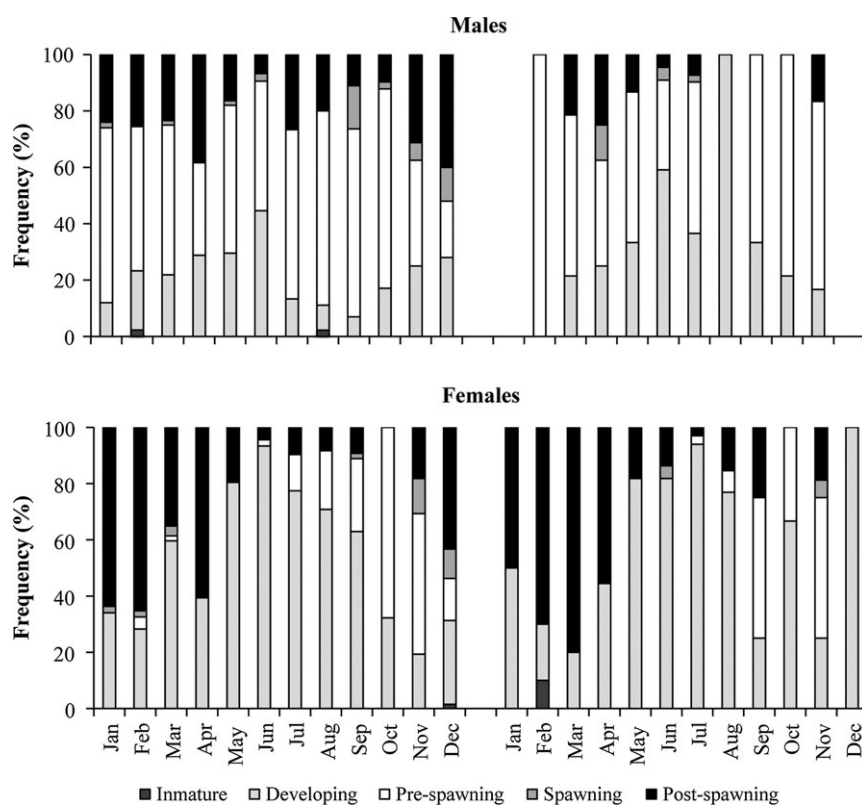 Males
Frequency (%)
100
80
60
40
20
0
Females
Frequency (%)
100
80
60
40
20
0
Jan
Feb
Mar
Apr
May
Jun
Jul
Aug
Sep
Oct
Nov
Dec
Jan
Feb
Mar
Apr
May
Jun
Jul
Aug
Sep
Oct
Nov
Dec
Inmature Developing Pre-spawning Spawning Post-spawning